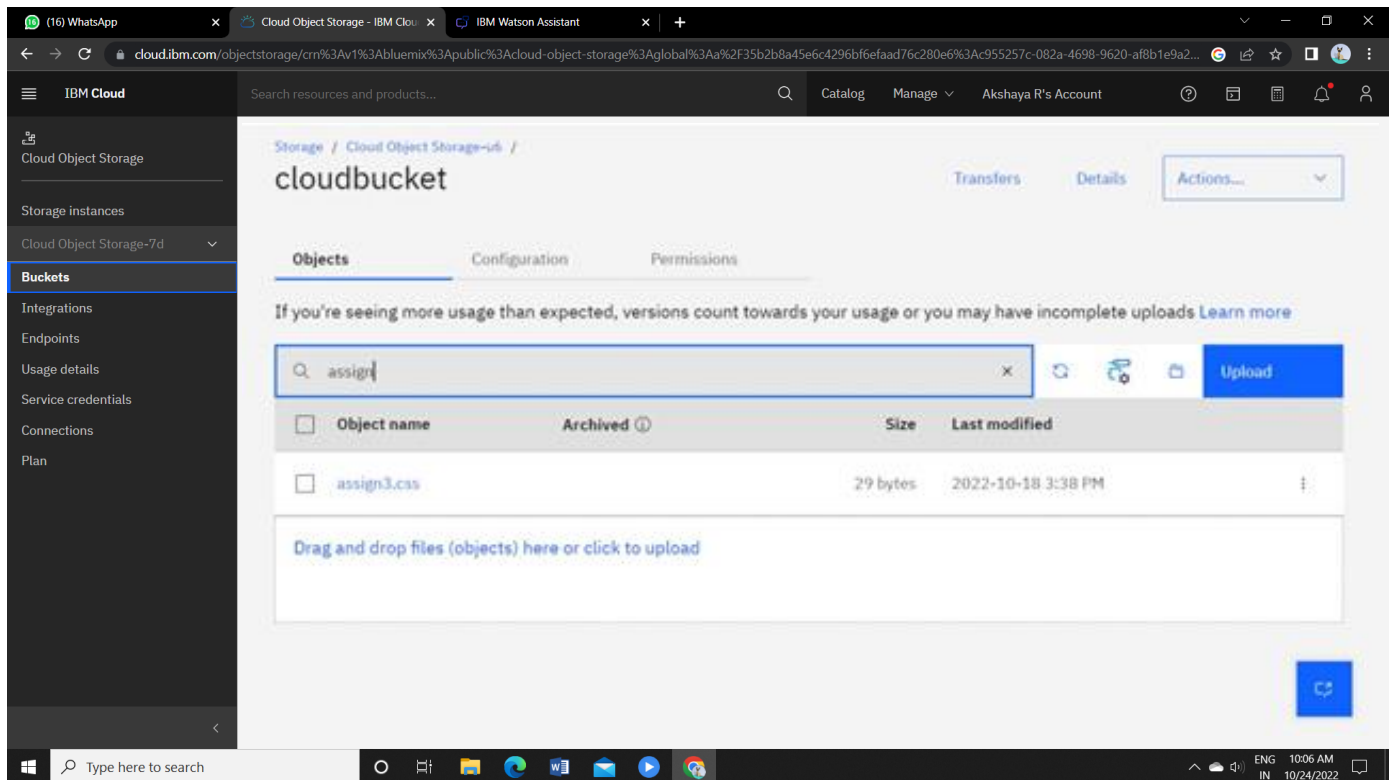 (16) WhatsApp
Cloud Object Storage - IBM Clou
IBM Watson Assistant
cloud.ibm.com/objectstorage/crn%3Av1%3Abluemix%3Apublic%3Acloud-object-storage%3Aglobal%3Aa%2F35b2b8a45e6c4296bf6efaad76c280e6%3Ac955257c-082a-4698-9620-af8b1e9a2...
IBM Cloud
Search resources and products...
Catalog
Manage
Akshaya R's Account
Cloud Object Storage
Storage instances
Cloud Object Storage-7d
Buckets
Integrations
Endpoints
Usage details
Service credentials
Connections
Plan
Storage / Cloud Object Storage-u6 /
cloudbucket
Transfers
Details
Actions...
Objects
Configuration
Permissions
If you're seeing more usage than expected, versions count towards your usage or you may have incomplete uploads Learn more
assign
Upload
Object name
Archived
Size
Last modified
assign3.css
29 bytes
2022-10-18 3:38 PM
Drag and drop files (objects) here or click to upload
Type here to search
ENG
IN
10:06 AM
10/24/2022